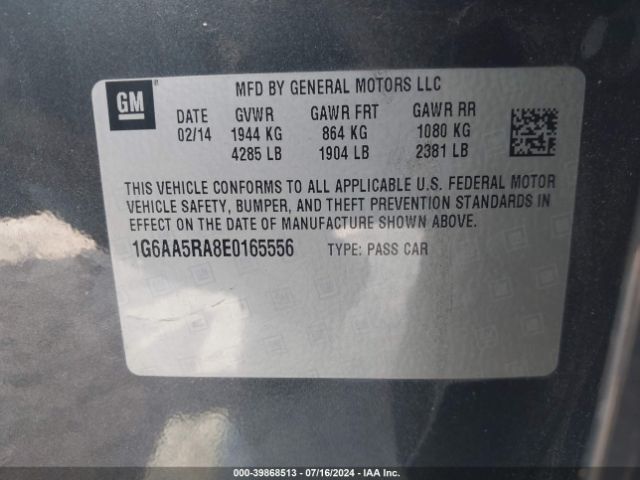 GM
MFD BY GENERAL MOTORS LLC
DATE GVWR GAWR FRT GAWR RR
02/14 1944 KG 864 KG 1080 KG
4285 LB 1904 LB 2381 LB
THIS VEHICLE CONFORMS TO ALL APPLICABLE U.S. FEDERAL MOTOR
VEHICLE SAFETY, BUMPER, AND THEFT PREVENTION STANDARDS IN
EFFECT ON THE DATE OF MANUFACTURE SHOWN ABOVE.
1G6AA5RA8E0165556 TYPE: PASS CAR
000-39868513 - 07/16/2024 - IAA Inc.